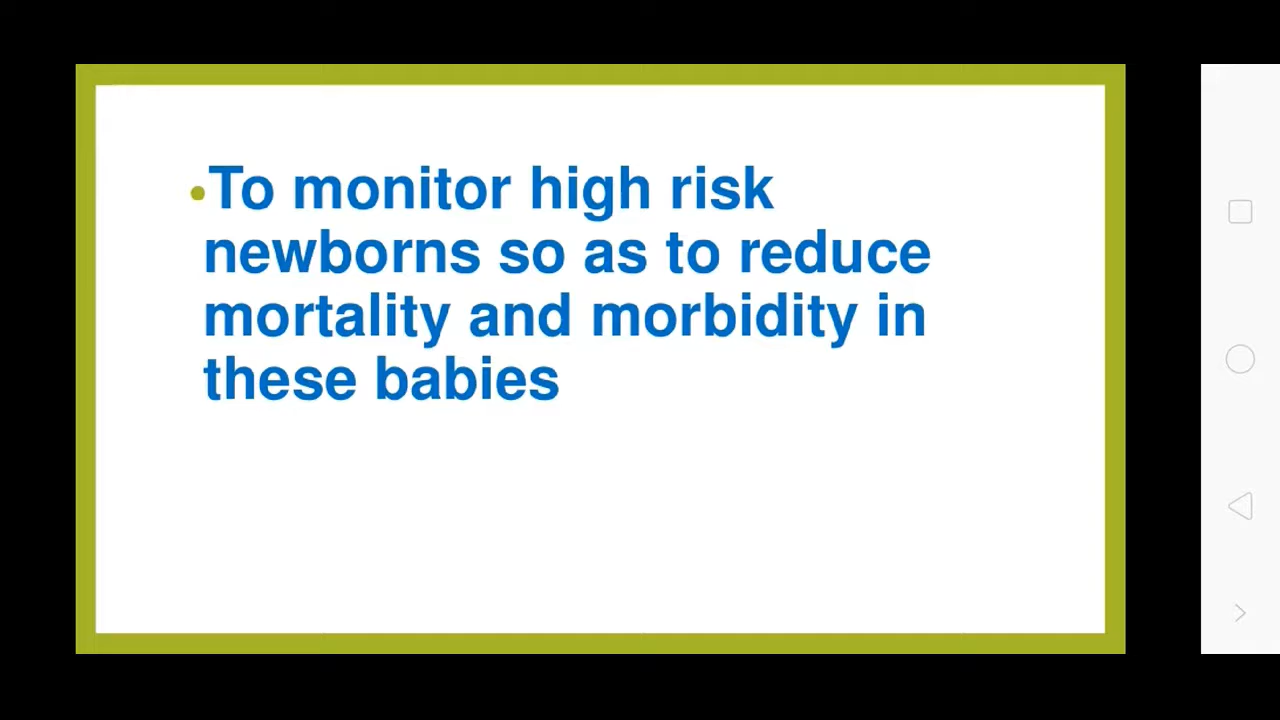 •To monitor high risk
newborns so as to reduce
mortality and morbidity in
these babies